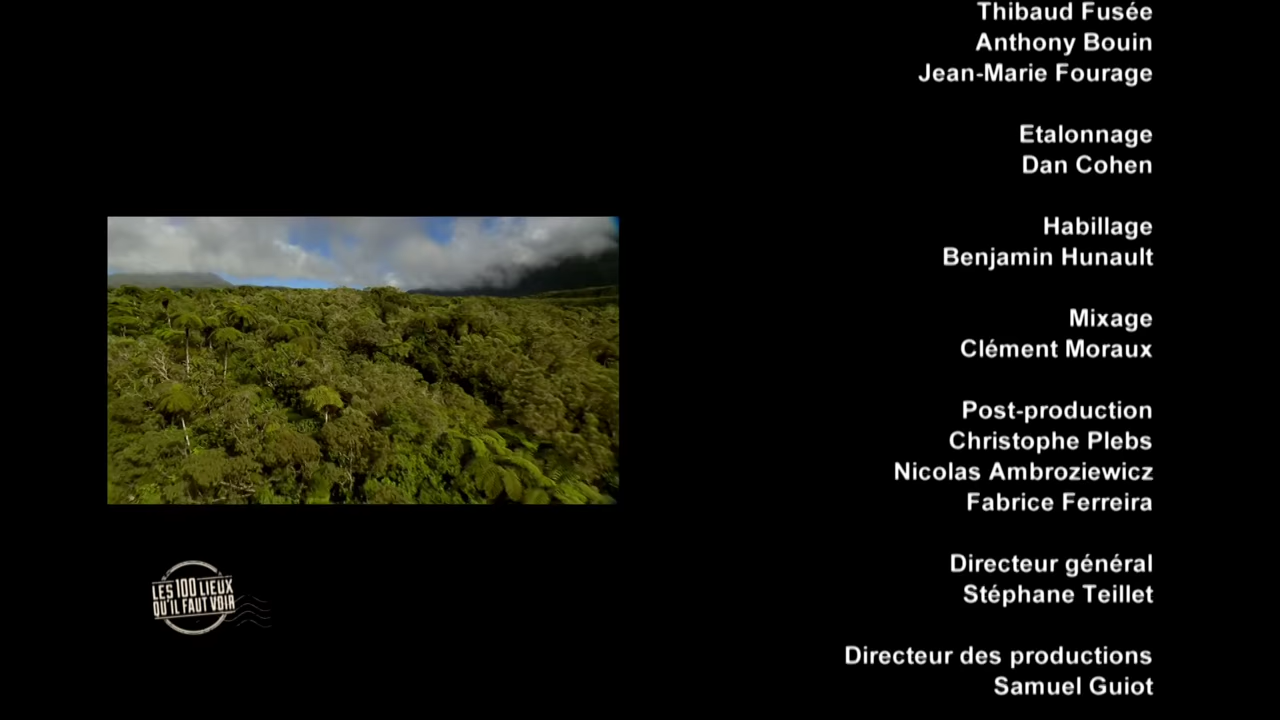 Thibaud Fusée
Anthony Bouin
Jean-Marie Fourage
Etalonnage
Dan Cohen
Habillage
Benjamin Hunault
Mixage
Clément Moraux
Post-production
Christophe Plebs
Nicolas Ambroziewicz
Fabrice Ferreira
Directeur général
Stéphane Teillet
Directeur des productions
Samuel Guiot
LES 100 LIEUX
QU'IL FAUT VOIR